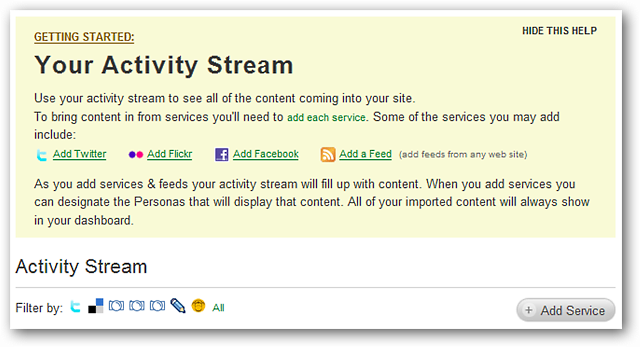 GETTING STARTED:
HIDE THIS HELP
Your Activity Stream
Use your activity stream to see all of the content coming into your site.
To bring content in from services you'll need to add each service. Some of the services you may add
include:
Add Twitter Add Flickr Add Facebook Add a Feed (add feeds from any web site)
As you add services & feeds your activity stream will fill up with content. When you add services you
can designate the Personas that will display that content. All of your imported content will always show
in your dashboard.
Activity Stream
Filter by: All
+ Add Service